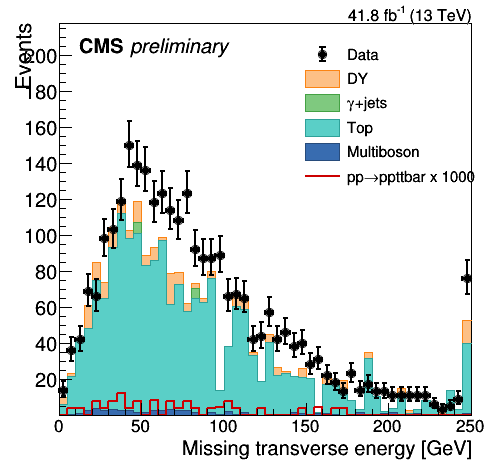 41.8 fb⁻¹ (13 TeV)
CMS preliminary
Events
Data
DY
γ+jets
Top
Multiboson
pp→ppttbar x 1000
200
180
160
140
120
100
80
60
40
20
0 50 100 150 200 250
Missing transverse energy [GeV]